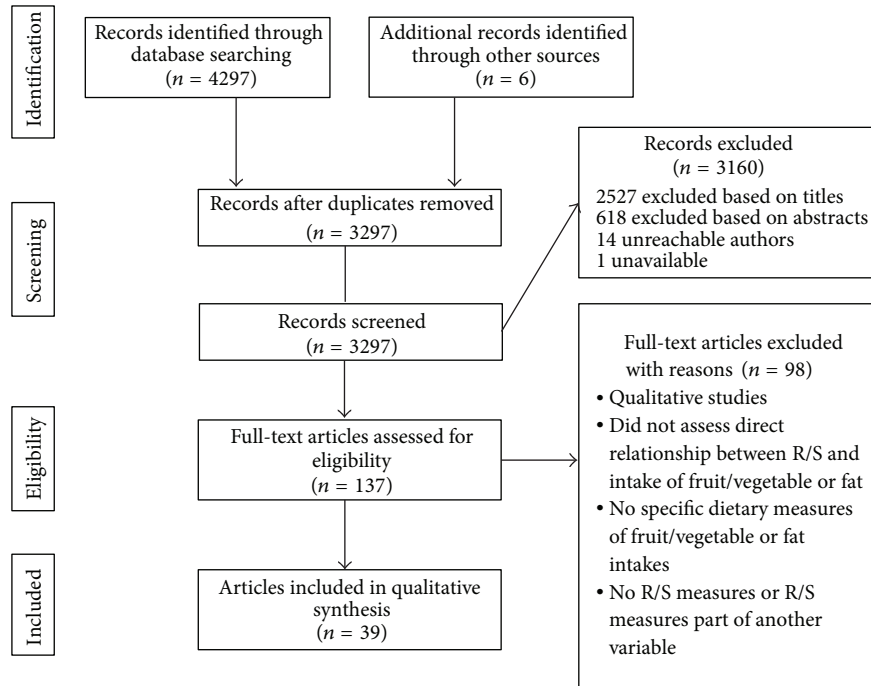 Identification
Records identified through
database searching
(n = 4297)
Additional records identified
through other sources
(n = 6)
Screening
Records after duplicates removed
(n = 3297)
Records excluded
(n = 3160)
2527 excluded based on titles
618 excluded based on abstracts
14 unreachable authors
1 unavailable
Records screened
(n = 3297)
Eligibility
Full-text articles assessed for
eligibility
(n = 137)
Full-text articles excluded
with reasons (n = 98)
• Qualitative studies
• Did not assess direct
relationship between R/S and
intake of fruit/vegetable or fat
• No specific dietary measures
of fruit/vegetable or fat
intakes
• No R/S measures or R/S
measures part of another
variable
Included
Articles included in qualitative
synthesis
(n = 39)